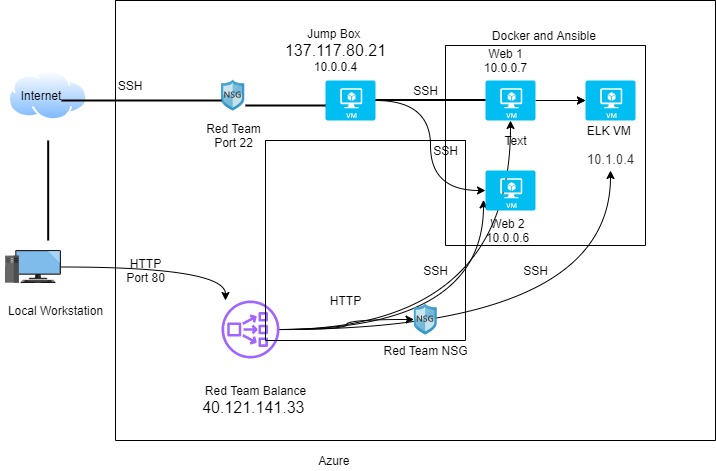 Jump Box
137.117.80.21
10.0.0.4
Docker and Ansible
Web 1
10.0.0.7
SSH
Internet
NSG
SSH
VM
VM
VM
Red Team
Port 22
Text
ELK VM
SSH
10.1.0.4
VM
Web 2
10.0.0.6
HTTP
Port 80
SSH
SSH
Local Workstation
HTTP
NSG
Red Team NSG
Red Team Balance
40.121.141.33
Azure